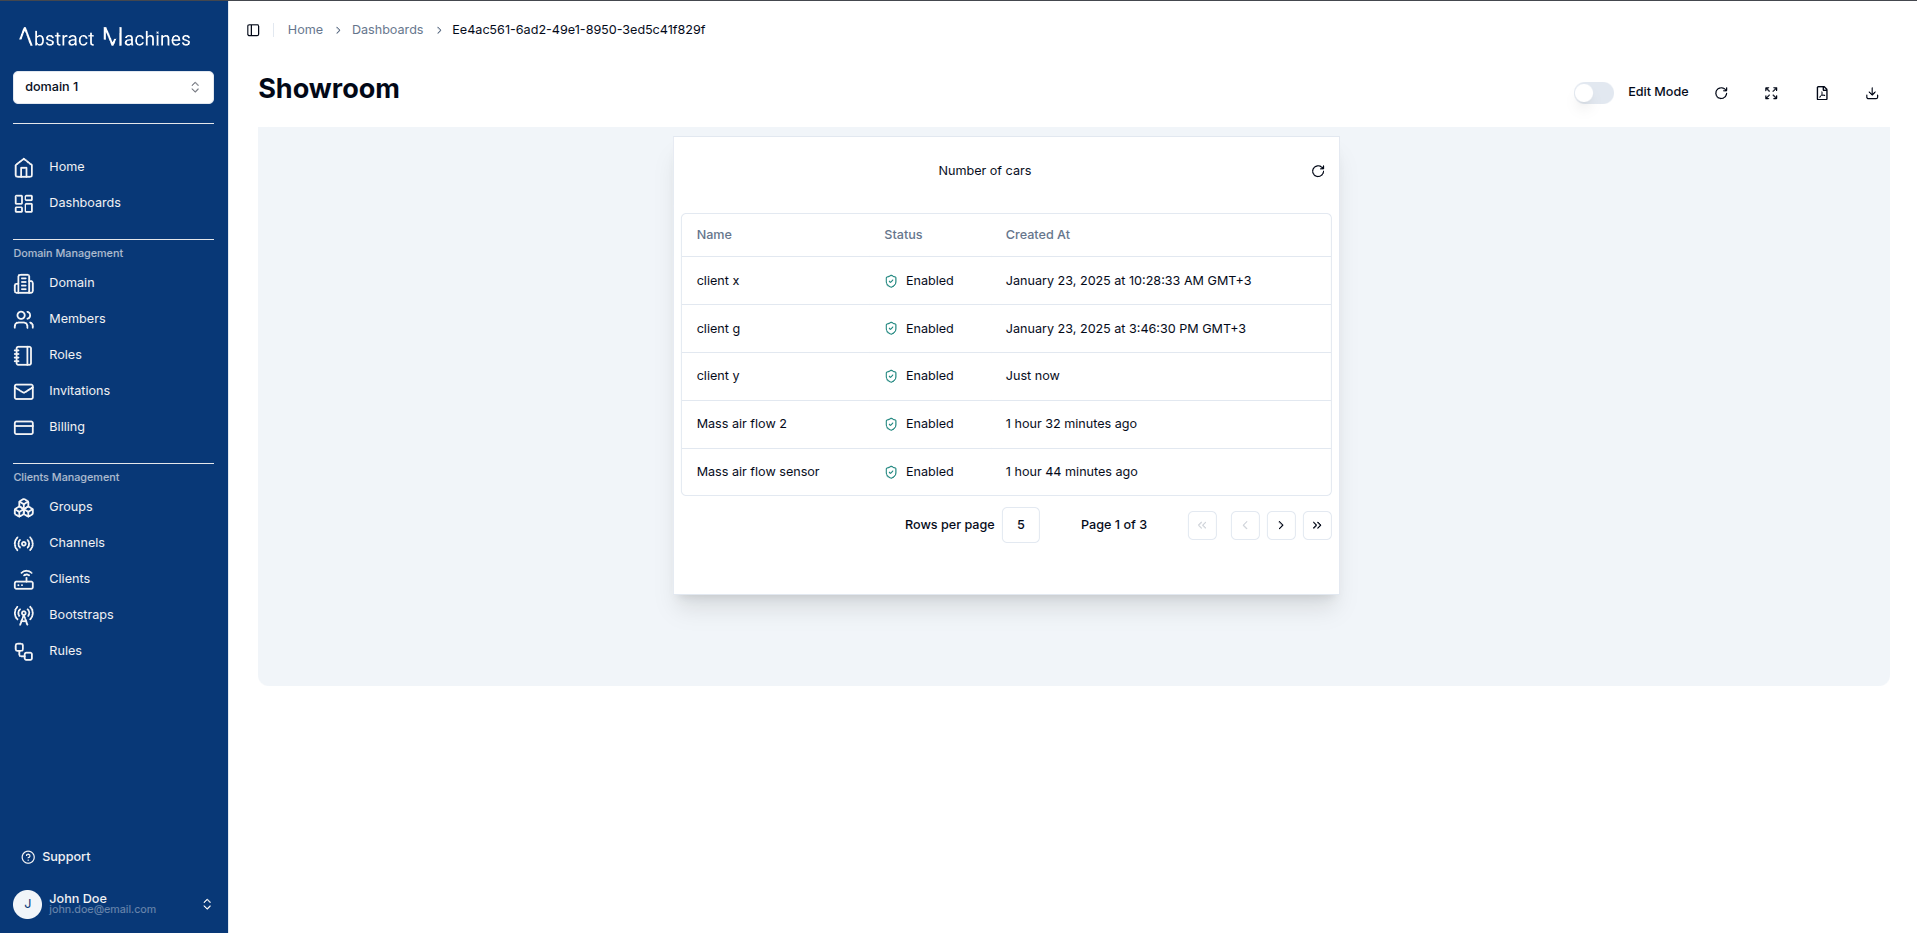 Abstract Machines
domain 1
Home
Dashboards
Domain Management
Domain
Members
Roles
Invitations
Billing
Clients Management
Groups
Channels
Clients
Bootstraps
Rules
Support
J
John Doe
john.doe@email.com
Home > Dashboards > Ee4ac561-6ad2-49e1-8950-3ed5c41f829f
Showroom
Edit Mode
Number of cars
Name Status Created At
client x Enabled January 23, 2025 at 10:28:33 AM GMT+3
client g Enabled January 23, 2025 at 3:46:30 PM GMT+3
client y Enabled Just now
Mass air flow 2 Enabled 1 hour 32 minutes ago
Mass air flow sensor Enabled 1 hour 44 minutes ago
Rows per page 5 Page 1 of 3